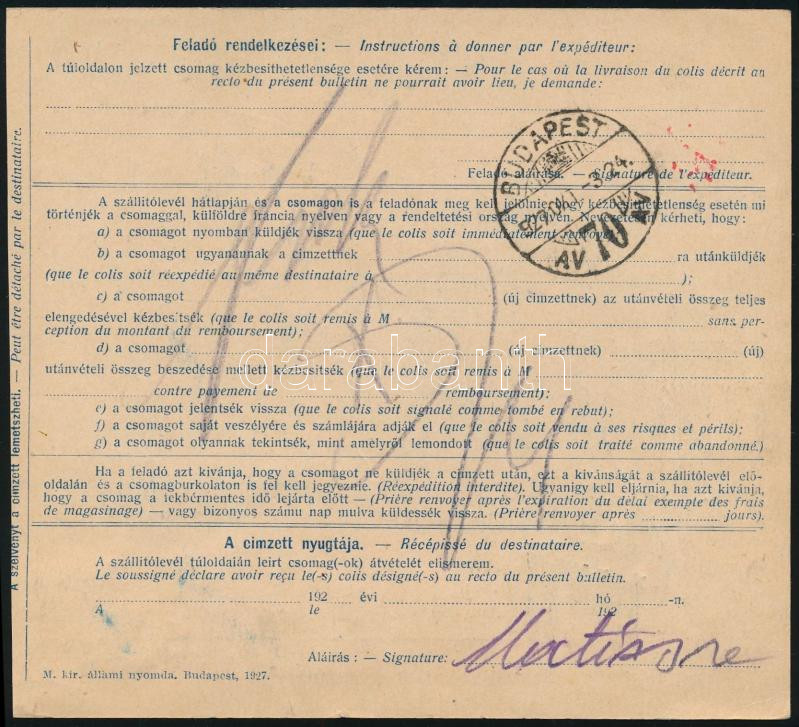 Feladó rendelkezései: — Instructions à donner par l'expéditeur:
A túloldalon jelzett csomag kézbesíthetetlensége esetére kérem: — Pour le cas où la livraison du colis décrit au
recto du présent bulletin ne pourrait avoir lieu, je demande:
BUDAPEST
Feladó aláírása. — Signature de l'expéditeur.
A szállítólevél hátlapján és a csomagon is a feladónak meg kell jelölnie, hogy kézbesíthetetlenség esetén mi
történjék a csomaggal, külföldre francia nyelven vagy a rendeltetési ország nyelvén. Nevezetesen kérheti, hogy:
a) a csomagot nyomban küldjék vissza (que le colis soit immédiatement renvoyé);
b) a csomagot ugyanannak a címzettnek ra utánküldjék
(que le colis soit réexpédié au même destinataire à );
c) a csomagot (új címzettnek) az utánvételi összeg teljes
elengedésével kézbesítsék (que le colis soit remis à M sans per-
ception du montant du remboursement);
d) a csomagot (új címzettnek) (új)
utánvételi összeg beszedése mellett kézbesítsék (que le colis soit remis à M
contre payement de remboursement);
e) a csomagot jelentsék vissza (que le colis soit signalé comme tombé en rebut);
f) a csomagot saját veszélyére és számlájára adják el (que le colis soit vendu à ses risques et périls);
g) a csomagot olyannak tekintsék, mint amelyről lemondott (que le colis soit traité comme abandonné.)
Ha a feladó azt kívánja, hogy a csomagot ne küldjék a címzett után, ezt a kívánságát a szállítólevél elő-
oldalán és a csomagburkolaton is fel kell jegyeznie. (Réexpédition interdite). Ugyanígy kell eljárnia, ha azt kívánja,
hogy a csomag a fekbérmentes idő lejárta előtt — (Prière renvoyer après l'expiration du délai exempte des frais
de magasinage) — vagy bizonyos számú nap mulva küldessék vissza. (Prière renvoyer après jours).
A címzett nyugtája. — Récépissé du destinataire.
A szállítólevél túloldalán leírt csomag(-ok) átvételét elismerem.
Le soussigné déclare avoir reçu le(-s) colis désigné(-s) au recto du présent bulletin.
192 évi hó -n.
A le 192
Aláírás: — Signature:
M. kir. állami nyomda. Budapest, 1927.
A szelvényt a címzett lemetszheti. — Peut être détaché par le destinataire.
AV 70
darabanth